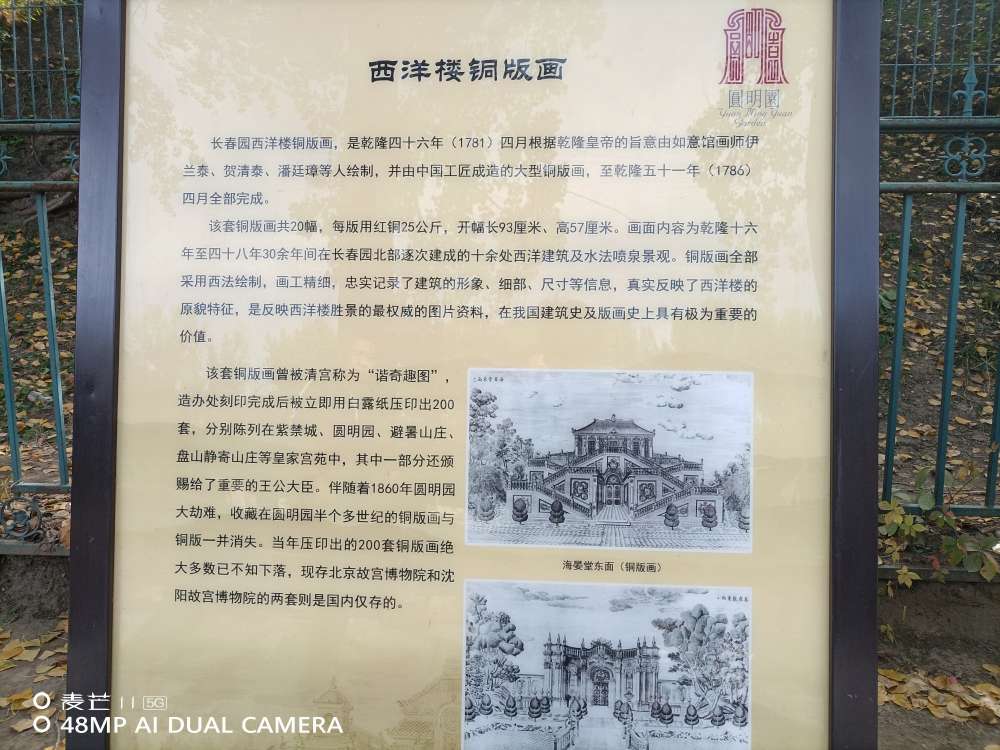 西洋楼铜版画
圆明园
Yuan Ming Yuan
Garden
长春园西洋楼铜版画，是乾隆四十六年（1781）四月根据乾隆皇帝的旨意由如意馆画师伊
兰泰、贺清泰、潘廷璋等人绘制，并由中国工匠成造的大型铜版画，至乾隆五十一年（1786）
四月全部完成。
该套铜版画共20幅，每版用红铜25公斤，开幅长93厘米、高57厘米。画面内容为乾隆十六
年至四十八年30余年间在长春园北部逐次建成的十余处西洋建筑及水法喷泉景观。铜版画全部
采用西法绘制，画工精细，忠实记录了建筑的形象、细部、尺寸等信息，真实反映了西洋楼的
原貌特征，是反映西洋楼胜景的最权威的图片资料，在我国建筑史及版画史上具有极为重要的
价值。
该套铜版画曾被清宫称为“谐奇趣图”，
造办处刻印完成后被立即用白露纸压印出200
套，分别陈列在紫禁城、圆明园、避暑山庄、
盘山静寄山庄等皇家宫苑中，其中一部分还颁
赐给了重要的王公大臣。伴随着1860年圆明园
大劫难，收藏在圆明园半个多世纪的铜版画与
铜版一并消失。当年压印出的200套铜版画绝
大多数已不知下落，现存北京故宫博物院和沈
阳故宫博物院的两套则是国内仅存的。
海晏堂东面（铜版画）
麦芒 11 5G
48MP AI DUAL CAMERA